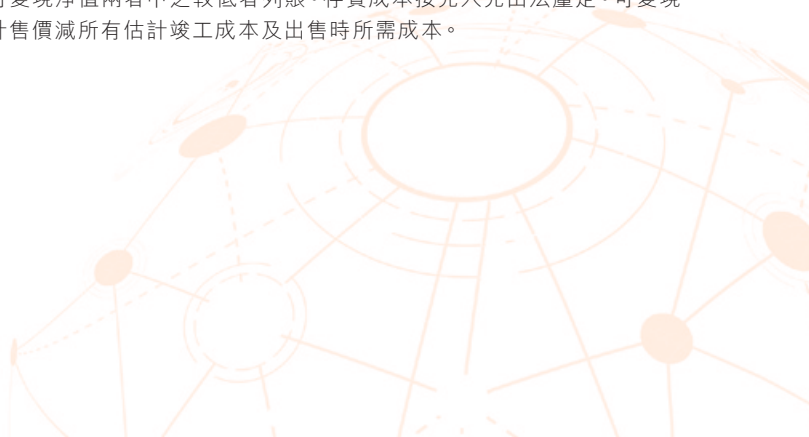 可變現淨值兩者中之較低者列賬。存貨成本按先入先出法釐定。可變現
計售價減所有估計竣工成本及出售時所需成本。